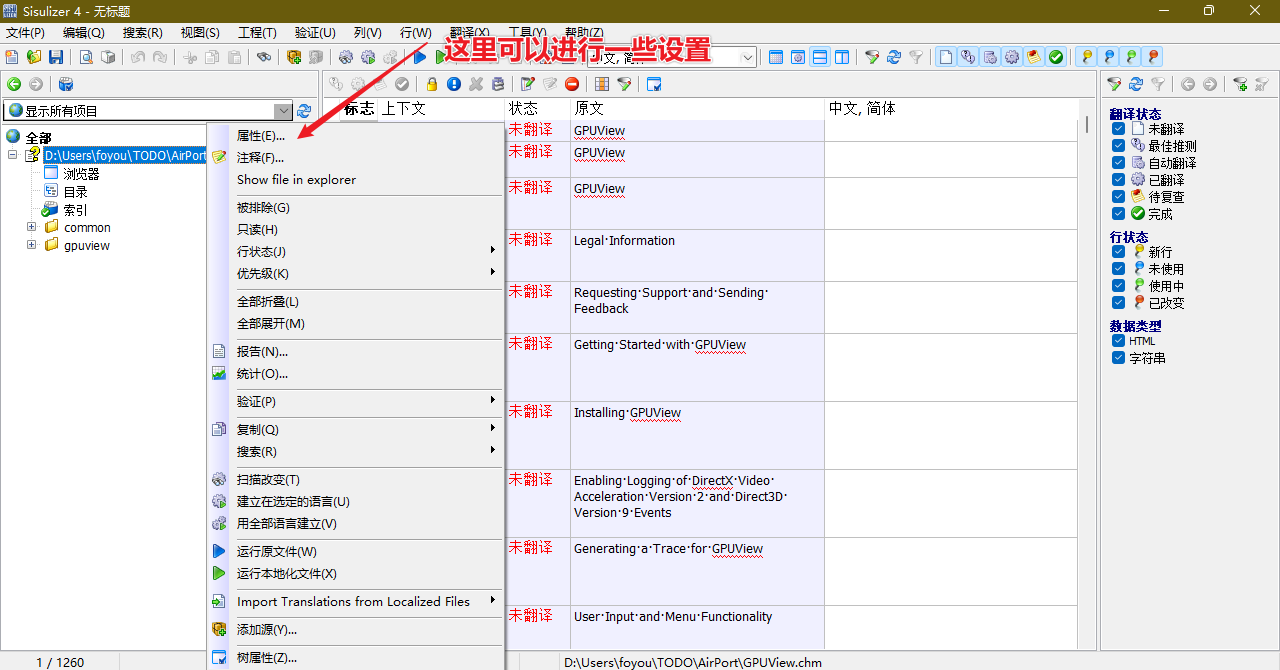 Sisulizer 4 - 无标题
文件(P) 编辑(Q) 搜索(R) 视图(S) 工程(T) 验证(U) 列(V) 行(W) 翻译(X) 工具(Y) 帮助(Z)
这里可以进行一些设置
显示所有项目
标志 上下文 状态 原文 中文, 简体
全部
D:\Users\foyou\TODO\AirPort
浏览器
目录
索引
common
gpuview
属性(E)...
注释(F)...
Show file in explorer
被排除(G)
只读(H)
行状态(J)
优先级(K)
全部折叠(L)
全部展开(M)
报告(N)...
统计(O)...
验证(P)
复制(Q)
搜索(R)
扫描改变(T)
建立在选定的语言(U)
用全部语言建立(V)
运行原文件(W)
运行本地化文件(X)
Import Translations from Localized Files
添加源(Y)...
树属性(Z)...
未翻译 GPUView
未翻译 GPUView
未翻译 GPUView
未翻译 Legal·Information
未翻译 Requesting·Support·and·Sending·
Feedback
未翻译 Getting·Started·with·GPUView
未翻译 Installing·GPUView
未翻译 Enabling·Logging·of·DirectX·Video·
Acceleration·Version·2·and·Direct3D·
Version·9·Events
未翻译 Generating·a·Trace·for·GPUView
未翻译 User·Input·and·Menu·Functionality
翻译状态
未翻译
最佳推测
自动翻译
已翻译
待复查
完成
行状态
新行
未使用
使用中
已改变
数据类型
HTML
字符串
1 / 1260
D:\Users\foyou\TODO\AirPort\GPUView.chm